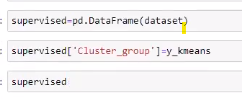 supervised=pd.DataFrame(dataset)
supervised['Cluster_group']=y_kmeans
supervised